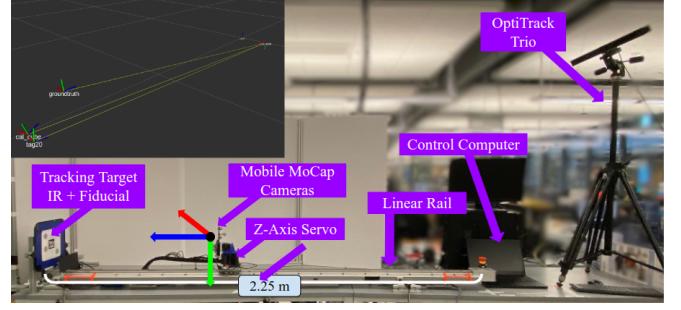 OptiTrack
Trio
groundtruth
cal_cube
tag20
Control Computer
Tracking Target
IR + Fiducial
Mobile MoCap
Cameras
Linear Rail
Z-Axis Servo
2.25 m